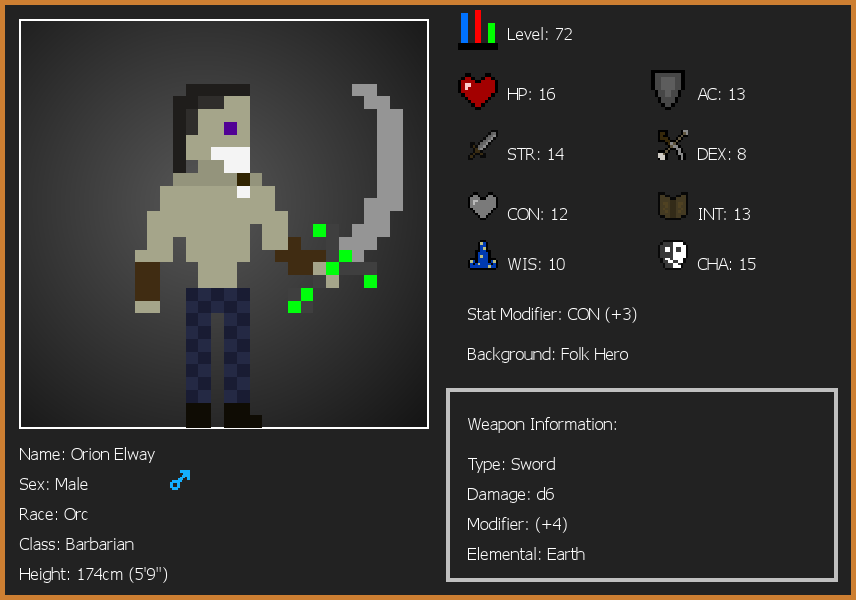 Level: 72
HP: 16
AC: 13
STR: 14
DEX: 8
CON: 12
INT: 13
WIS: 10
CHA: 15
Stat Modifier: CON (+3)
Background: Folk Hero
Weapon Information:
Type: Sword
Damage: d6
Modifier: (+4)
Elemental: Earth
Name: Orion Elway
Sex: Male
Race: Orc
Class: Barbarian
Height: 174cm (5'9")